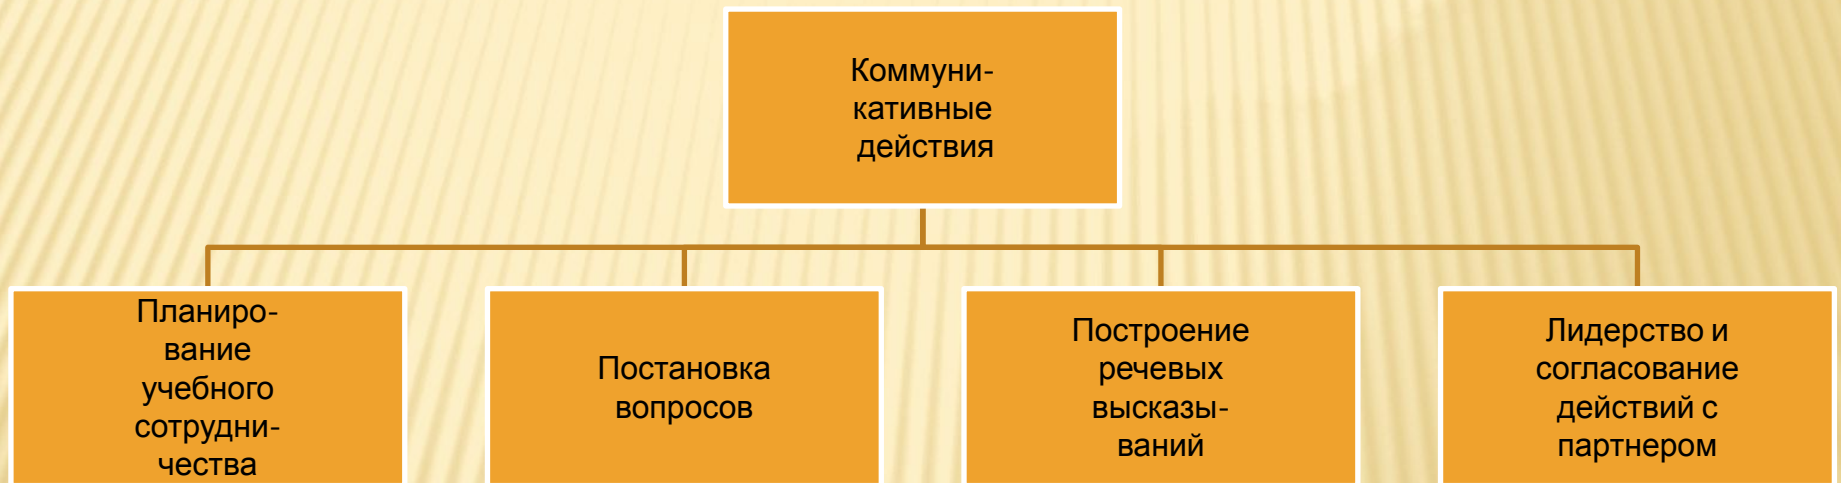 Коммуни-
кативные
действия
Планиро-
вание
учебного
сотрудни-
чества
Постановка
вопросов
Построение
речевых
высказы-
ваний
Лидерство и
согласование
действий с
партнером